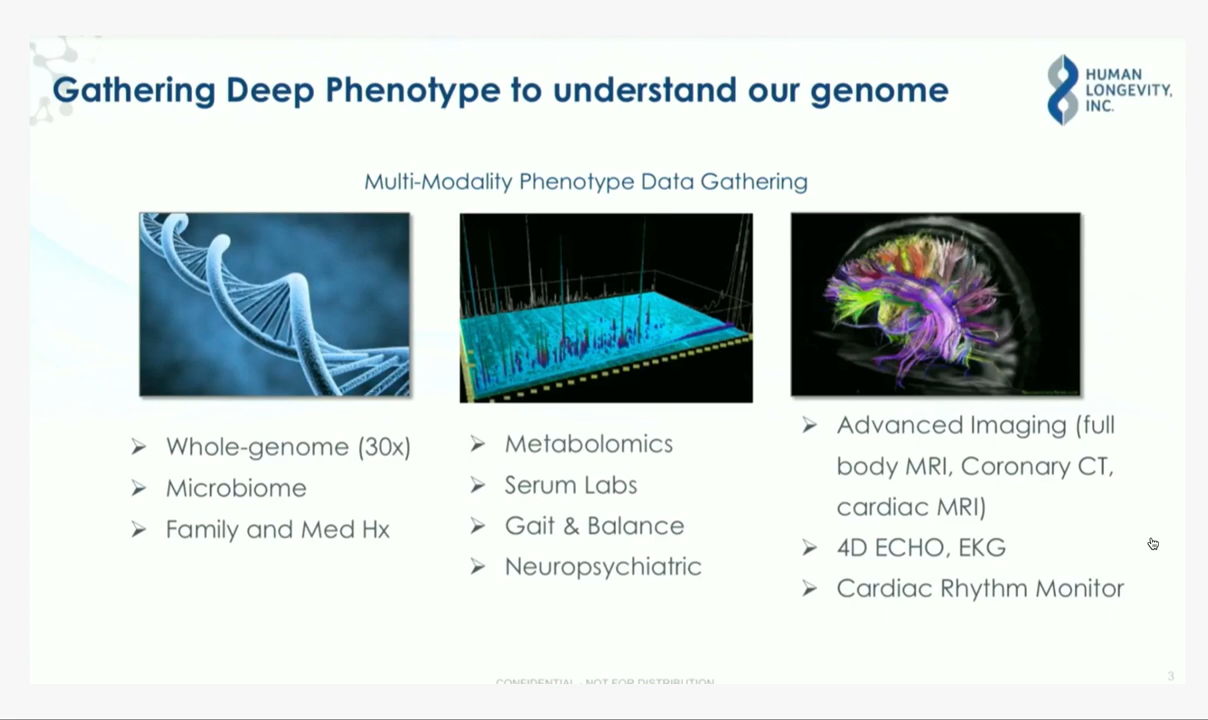 Gathering Deep Phenotype to understand our genome
HUMAN
LONGEVITY,
INC.
Multi-Modality Phenotype Data Gathering
➢ Whole-genome (30x)
➢ Microbiome
➢ Family and Med Hx
➢ Metabolomics
➢ Serum Labs
➢ Gait & Balance
➢ Neuropsychiatric
➢ Advanced Imaging (full
body MRI, Coronary CT,
cardiac MRI)
➢ 4D ECHO, EKG
➢ Cardiac Rhythm Monitor
CONFIDENTIAL - NOT FOR DISTRIBUTION
3